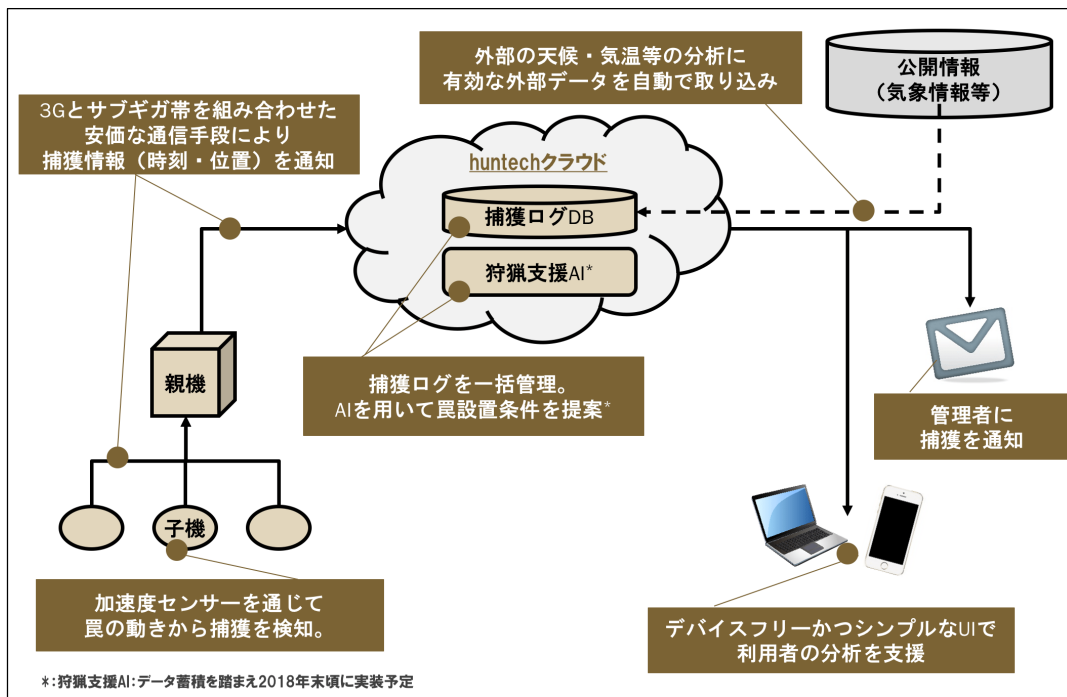 外部の天候・気温等の分析に
有効な外部データを自動で取り込み
公開情報
（気象情報等）
3Gとサブギガ帯を組み合わせた
安価な通信手段により
捕獲情報（時刻・位置）を通知
huntechクラウド
捕獲ログDB
狩猟支援AI*
親機
捕獲ログを一括管理。
AIを用いて罠設置条件を提案*
管理者に
捕獲を通知
子機
加速度センサーを通じて
罠の動きから捕獲を検知。
デバイスフリーかつシンプルなUIで
利用者の分析を支援
*：狩猟支援AI：データ蓄積を踏まえ2018年末頃に実装予定